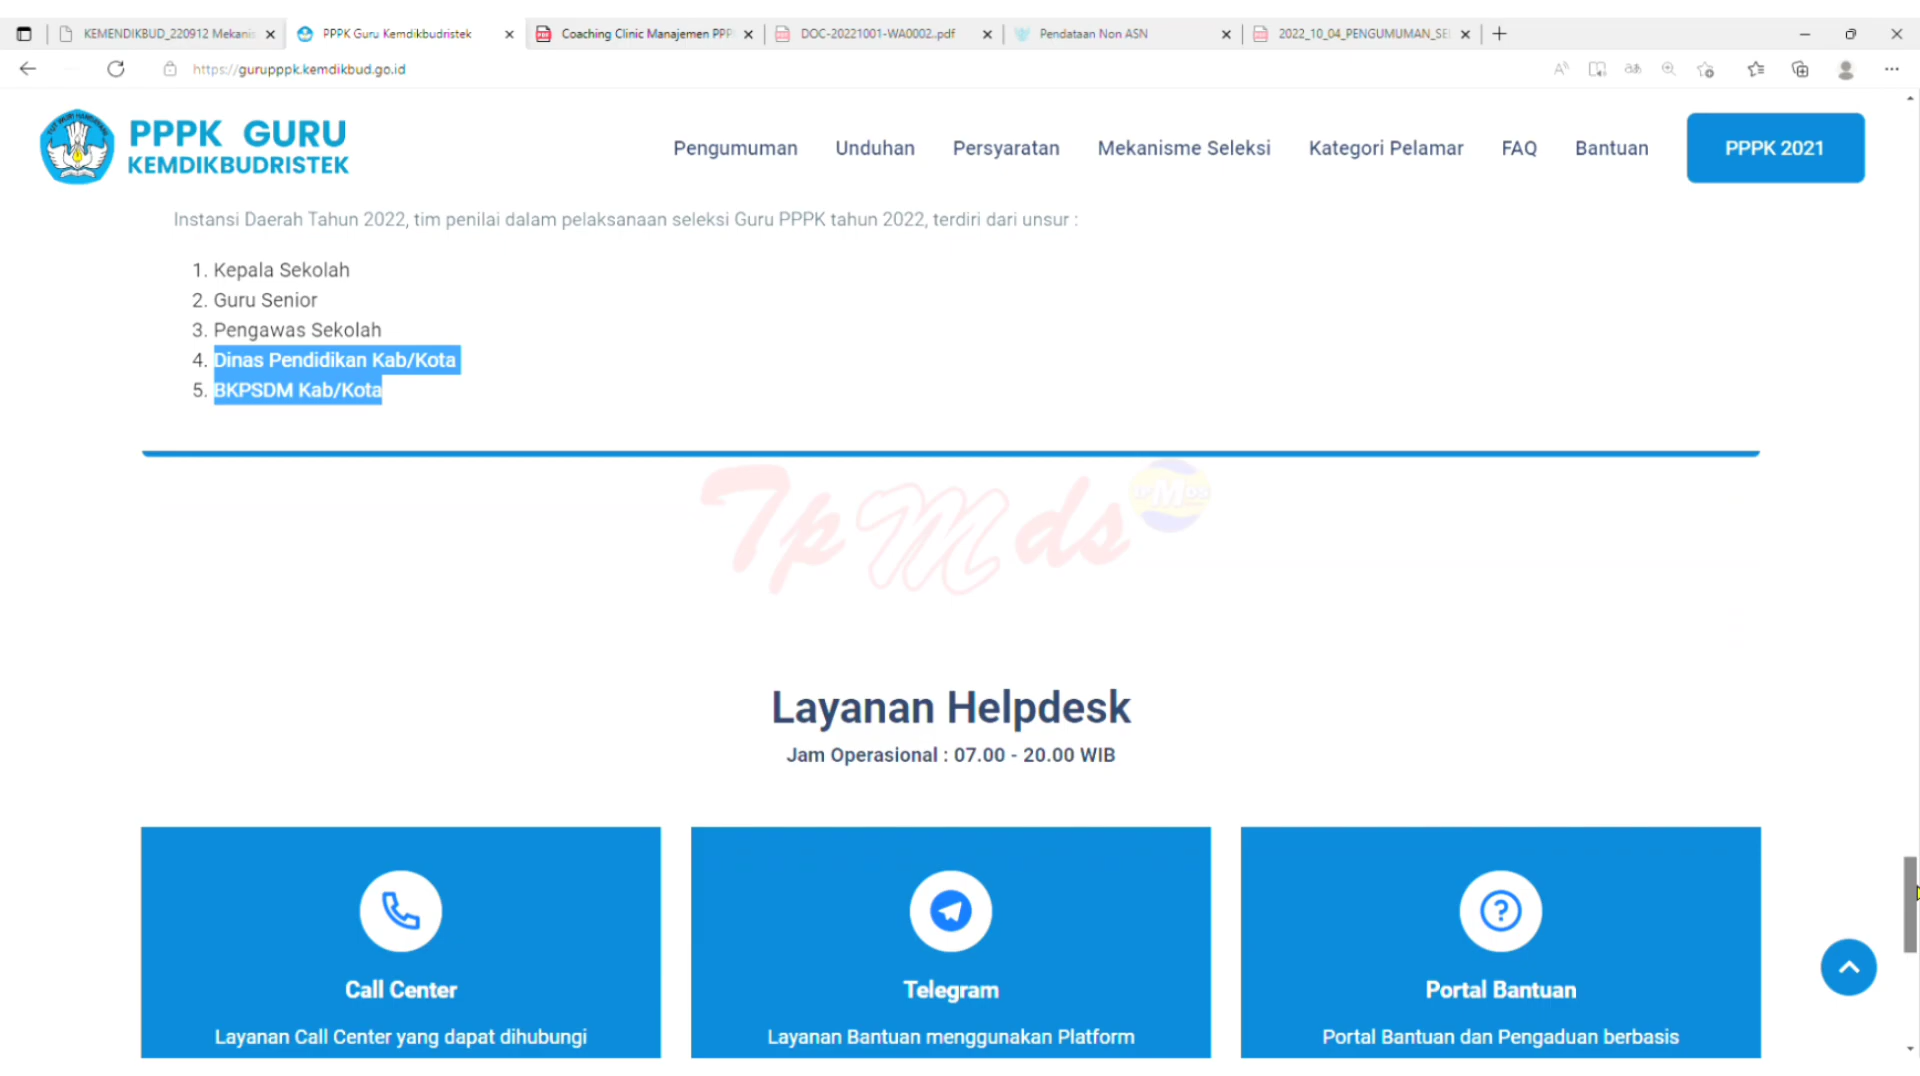 KEMENDIKBUD_220912 Mekanis
PPPK Guru Kemdikbudristek
Coaching Clinic Manajemen PPPK
DOC-20221001-WA0002..pdf
Pendataan Non ASN
2022_10_04_PENGUMUMAN_SE
https://gurupppk.kemdikbud.go.id
PPPK GURU
KEMDIKBUDRISTEK
Pengumuman
Unduhan
Persyaratan
Mekanisme Seleksi
Kategori Pelamar
FAQ
Bantuan
PPPK 2021
Instansi Daerah Tahun 2022, tim penilai dalam pelaksanaan seleksi Guru PPPK tahun 2022, terdiri dari unsur :
1. Kepala Sekolah
2. Guru Senior
3. Pengawas Sekolah
4. Dinas Pendidikan Kab/Kota
5. BKPSDM Kab/Kota
TpMds
TPMDS
Layanan Helpdesk
Jam Operasional : 07.00 - 20.00 WIB
Call Center
Layanan Call Center yang dapat dihubungi
Telegram
Layanan Bantuan menggunakan Platform
Portal Bantuan
Portal Bantuan dan Pengaduan berbasis